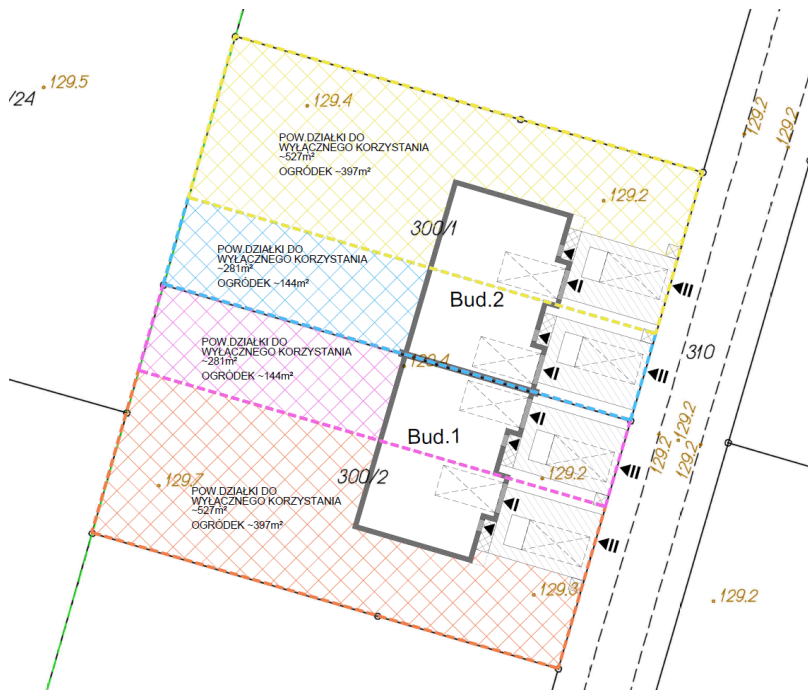 129.5
/24
129.4
129.2
129.2
POW.DZIAŁKI DO
WYŁĄCZNEGO KORZYSTANIA
~527m²
OGRÓDEK ~397m²
129.2
300/1
POW.DZIAŁKI DO
WYŁĄCZNEGO KORZYSTANIA
~281m²
OGRÓDEK ~144m²
Bud.2
310
POW.DZIAŁKI DO
WYŁĄCZNEGO KORZYSTANIA
~281m²
OGRÓDEK ~144m²
Bud.1
129.2
129.2
129.2
300/2
129.7
129.2
POW.DZIAŁKI DO
WYŁĄCZNEGO KORZYSTANIA
~527m²
OGRÓDEK ~397m²
129.3
129.2